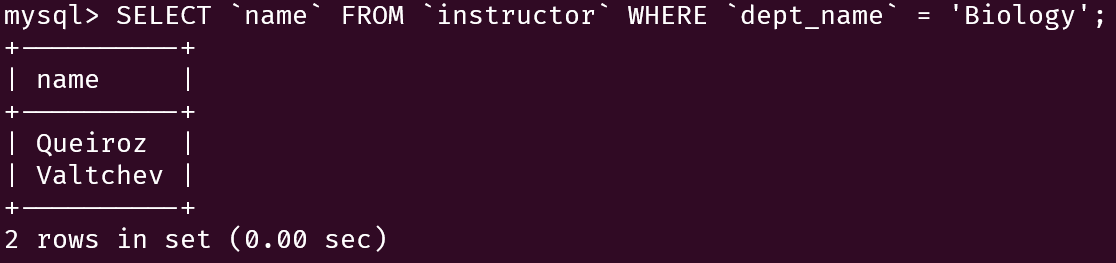 mysql> SELECT `name` FROM `instructor` WHERE `dept_name` = 'Biology';
+----------+
| name     |
+----------+
| Queiroz  |
| Valtchev |
+----------+
2 rows in set (0.00 sec)